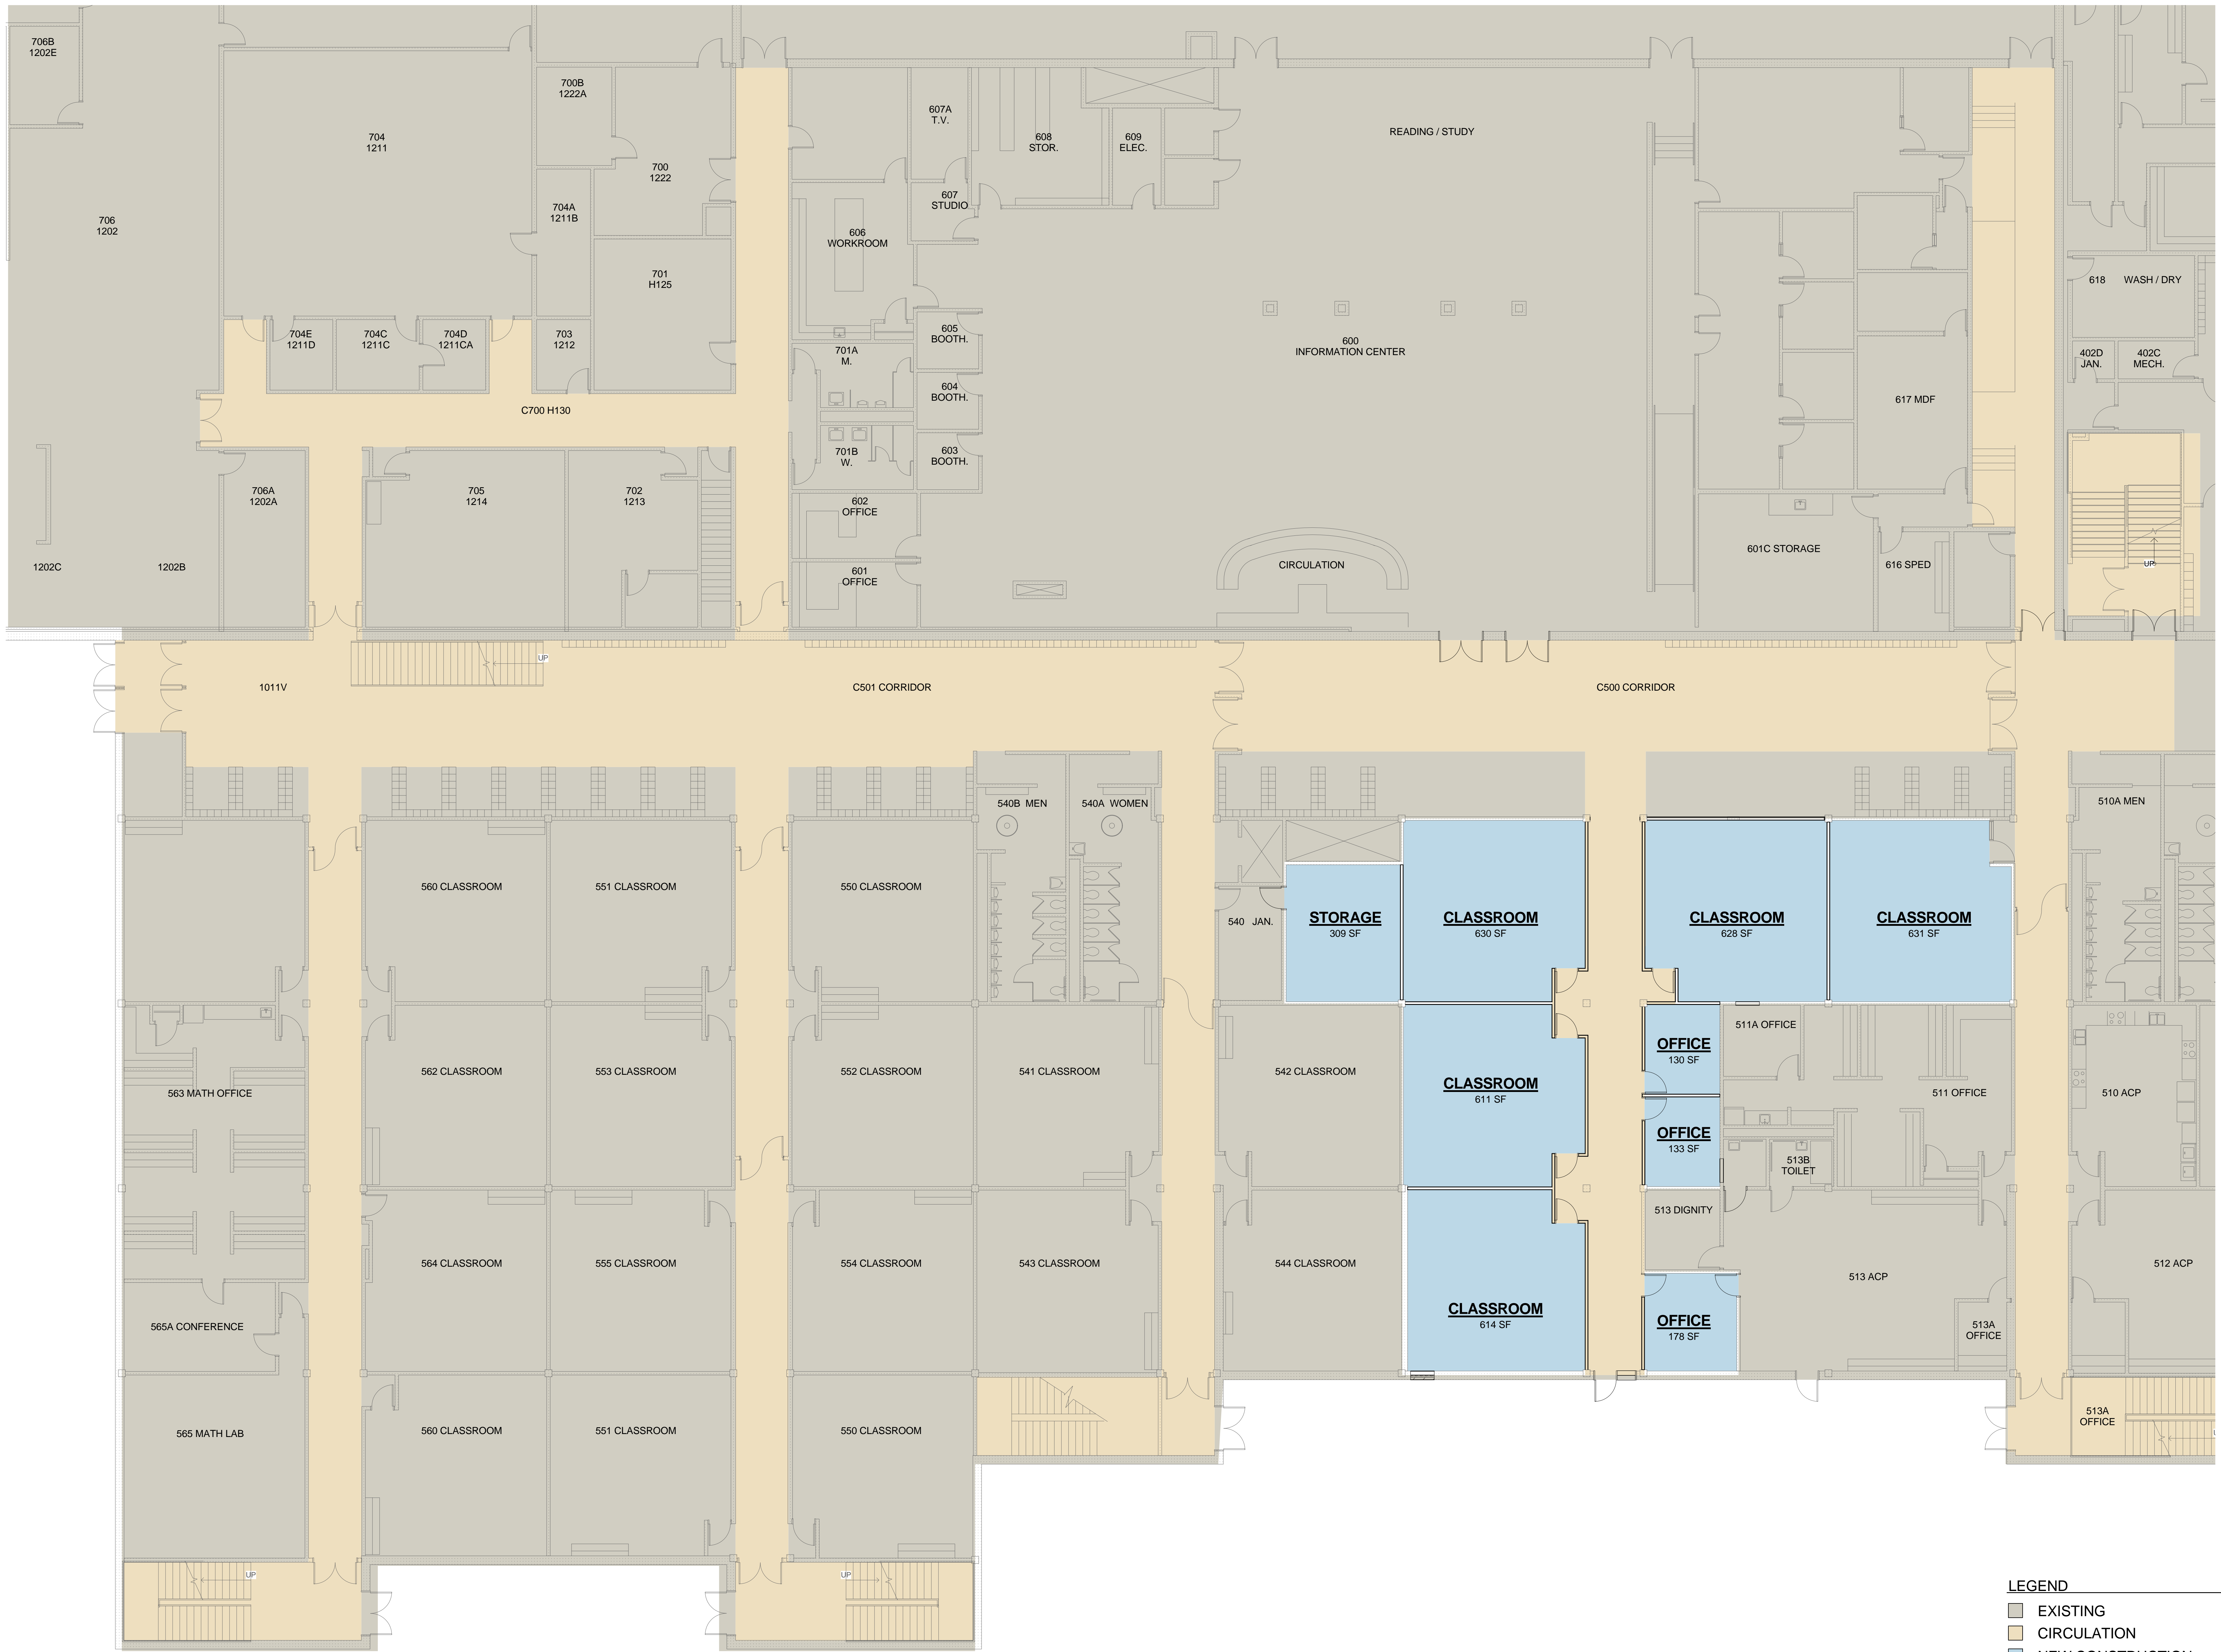 706B
1202E
704
1211
700B
1222A
700
1222
704A
1211B
706
1202
701
H125
704E
1211D
704C
1211C
704D
1211CA
703
1212
C700 H130
706A
1202A
705
1214
702
1213
1202C
1202B
607A
T.V.
608
STOR.
609
ELEC.
READING / STUDY
607
STUDIO
606
WORKROOM
605
BOOTH.
701A
M.
604
BOOTH.
701B
W.
603
BOOTH.
602
OFFICE
601
OFFICE
600
INFORMATION CENTER
CIRCULATION
617 MDF
601C STORAGE
616 SPED
618 WASH / DRY
402D
JAN.
402C
MECH.
UP
UP
1011V
C501 CORRIDOR
C500 CORRIDOR
540B MEN
540A WOMEN
510A MEN
560 CLASSROOM
551 CLASSROOM
550 CLASSROOM
540 JAN.
STORAGE
309 SF
CLASSROOM
630 SF
CLASSROOM
628 SF
CLASSROOM
631 SF
563 MATH OFFICE
562 CLASSROOM
553 CLASSROOM
552 CLASSROOM
541 CLASSROOM
542 CLASSROOM
CLASSROOM
611 SF
OFFICE
130 SF
511A OFFICE
511 OFFICE
510 ACP
OFFICE
133 SF
513B
TOILET
513 DIGNITY
565A CONFERENCE
564 CLASSROOM
555 CLASSROOM
554 CLASSROOM
543 CLASSROOM
544 CLASSROOM
CLASSROOM
614 SF
OFFICE
178 SF
513 ACP
513A
OFFICE
512 ACP
565 MATH LAB
560 CLASSROOM
551 CLASSROOM
550 CLASSROOM
513A
OFFICE
UP
UP
LEGEND
EXISTING
CIRCULATION
NEW CONSTRUCTION